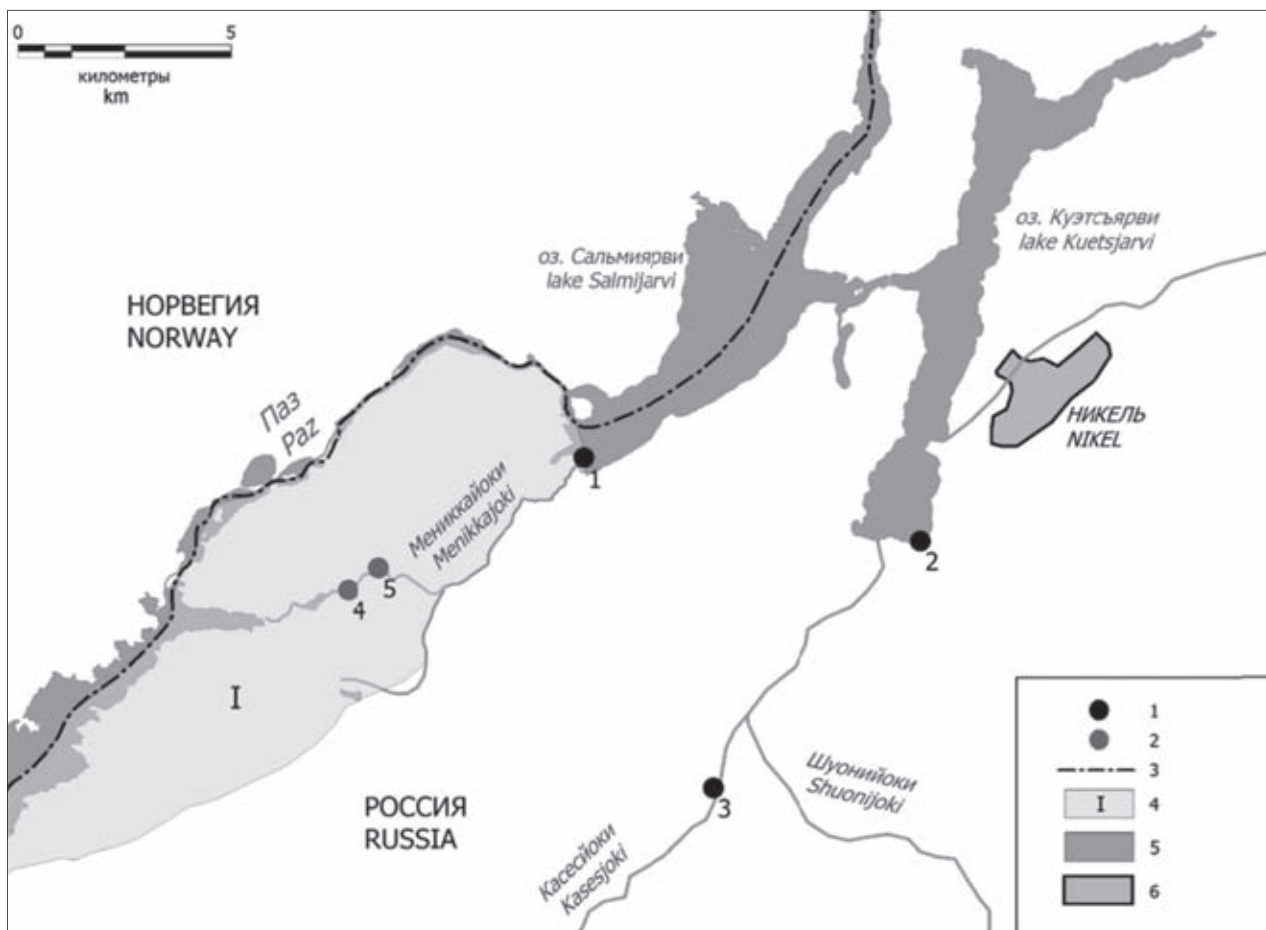 0 5
километры
km
оз. Куэтсъярви
lake Kuetsjarvi
оз. Сальмиярви
lake Salmijarvi
НОРВЕГИЯ
NORWAY
Паз
Paz
НИКЕЛЬ
NIKEL
1
Мениккайоки
Menikkajoki
2
5
4
I
РОССИЯ
RUSSIA
3
Шуонийоки
Shuonijoki
Касесйоки
Kasesjoki
1
2
3
I 4
5
6